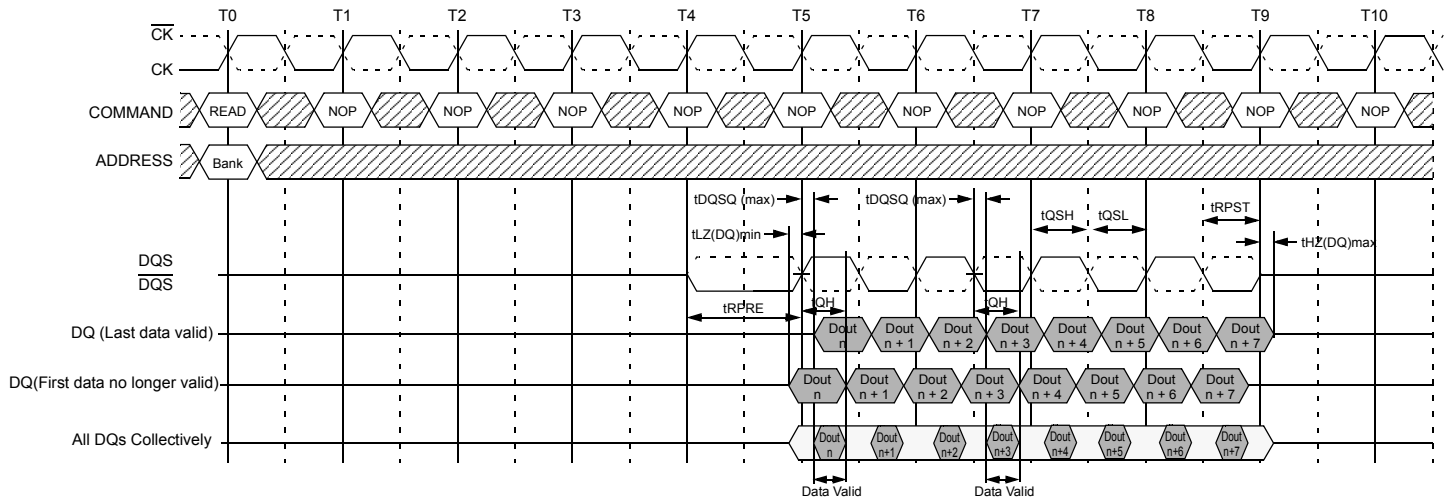 T0 T1 T2 T3 T4 T5 T6 T7 T8 T9 T10
CK
CK
COMMAND READ NOP NOP NOP NOP NOP NOP NOP NOP NOP NOP
ADDRESS Bank
tDQSQ (max) tDQSQ (max) tQSH tQSL tRPST
tLZ(DQ)min tHZ(DQ)max
DQS
DQS
tRPRE tQH tQH
DQ (Last data valid) Dout Dout Dout Dout Dout Dout Dout Dout
n n + 1 n + 2 n + 3 n + 4 n + 5 n + 6 n + 7
DQ(First data no longer valid) Dout Dout Dout Dout Dout Dout Dout Dout
n n + 1 n + 2 n + 3 n + 4 n + 5 n + 6 n + 7
All DQs Collectively Dout Dout Dout Dout Dout Dout Dout Dout
n n+1 n+2 n+3 n+4 n+5 n+6 n+7
Data Valid Data Valid